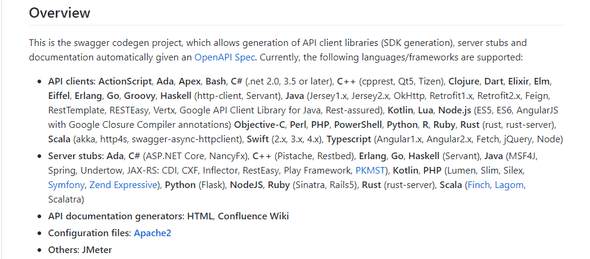 Overview
This is the swagger codegen project, which allows generation of API client libraries (SDK generation), server stubs and
documentation automatically given an OpenAPI Spec. Currently, the following languages/frameworks are supported:
• API clients: ActionScript, Ada, Apex, Bash, C# (.net 2.0, 3.5 or later), C++ (cpprest, Qt5, Tizen), Clojure, Dart, Elixir, Elm,
Eiffel, Erlang, Go, Groovy, Haskell (http-client, Servant), Java (Jersey1.x, Jersey2.x, OkHttp, Retrofit1.x, Retrofit2.x, Feign,
RestTemplate, RESTEasy, Vertx, Google API Client Library for Java, Rest-assured), Kotlin, Lua, Node.js (ES5, ES6, AngularJS
with Google Closure Compiler annotations) Objective-C, Perl, PHP, PowerShell, Python, R, Ruby, Rust (rust, rust-server),
Scala (akka, http4s, swagger-async-httpclient), Swift (2.x, 3.x, 4.x), Typescript (Angular1.x, Angular2.x, Fetch, jQuery, Node)
• Server stubs: Ada, C# (ASP.NET Core, NancyFx), C++ (Pistache, Restbed), Erlang, Go, Haskell (Servant), Java (MSF4J,
Spring, Undertow, JAX-RS: CDI, CXF, Inflector, RestEasy, Play Framework, PKMST), Kotlin, PHP (Lumen, Slim, Silex,
Symfony, Zend Expressive), Python (Flask), NodeJS, Ruby (Sinatra, Rails5), Rust (rust-server), Scala (Finch, Lagom,
Scalatra)
• API documentation generators: HTML, Confluence Wiki
• Configuration files: Apache2
• Others: JMeter